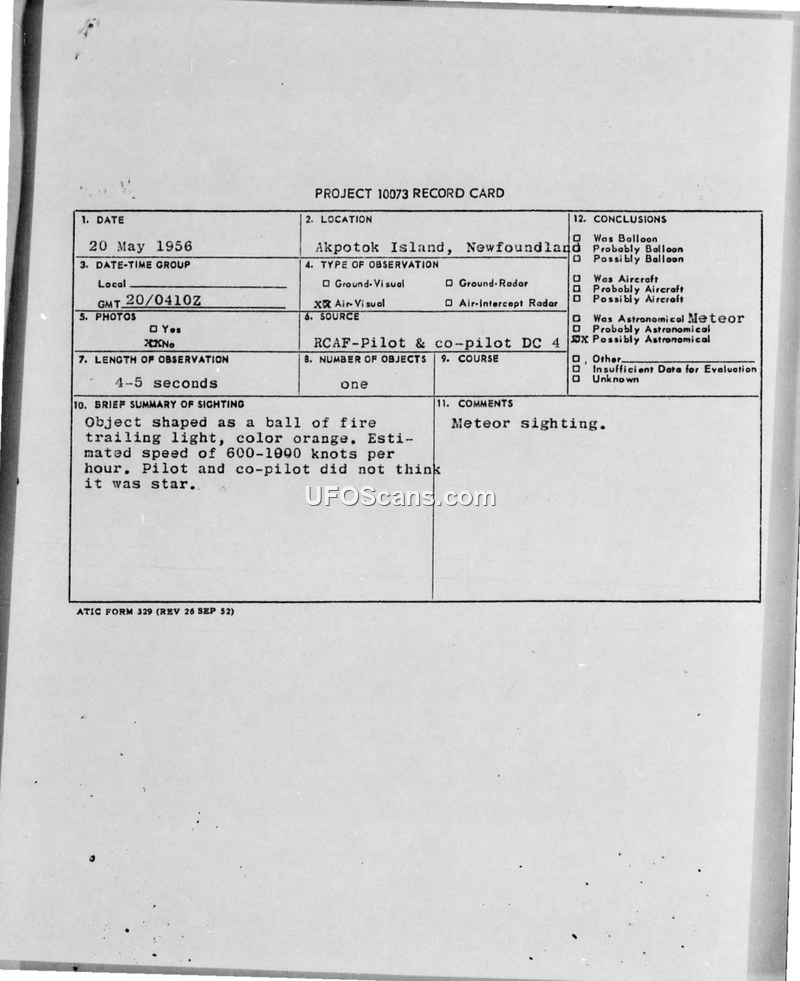 PROJECT 10073 RECORD CARD
1. DATE
20 May 1956
2. LOCATION
Akpotok Island, Newfoundland
12. CONCLUSIONS
Was Balloon
Probably Balloon
Possibly Balloon
Was Aircraft
Probably Aircraft
Possibly Aircraft
Was Astronomical Meteor
Probably Astronomical
XX Possibly Astronomical
Other
Insufficient Data for Evaluation
Unknown
3. DATE-TIME GROUP
Local
GMT 20/0410Z
4. TYPE OF OBSERVATION
Ground-Visual Ground-Radar
XX Air-Visual Air-Intercept Radar
5. PHOTOS
Yes
XXNo
6. SOURCE
RCAF-Pilot & co-pilot DC 4
7. LENGTH OF OBSERVATION
4-5 seconds
8. NUMBER OF OBJECTS
one
9. COURSE
10. BRIEF SUMMARY OF SIGHTING
Object shaped as a ball of fire
trailing light, color orange. Esti-
mated speed of 600-1000 knots per
hour. Pilot and co-pilot did not think
it was star.
11. COMMENTS
Meteor sighting.
UFOScans.com
ATIC FORM 329 (REV 26 SEP 52)